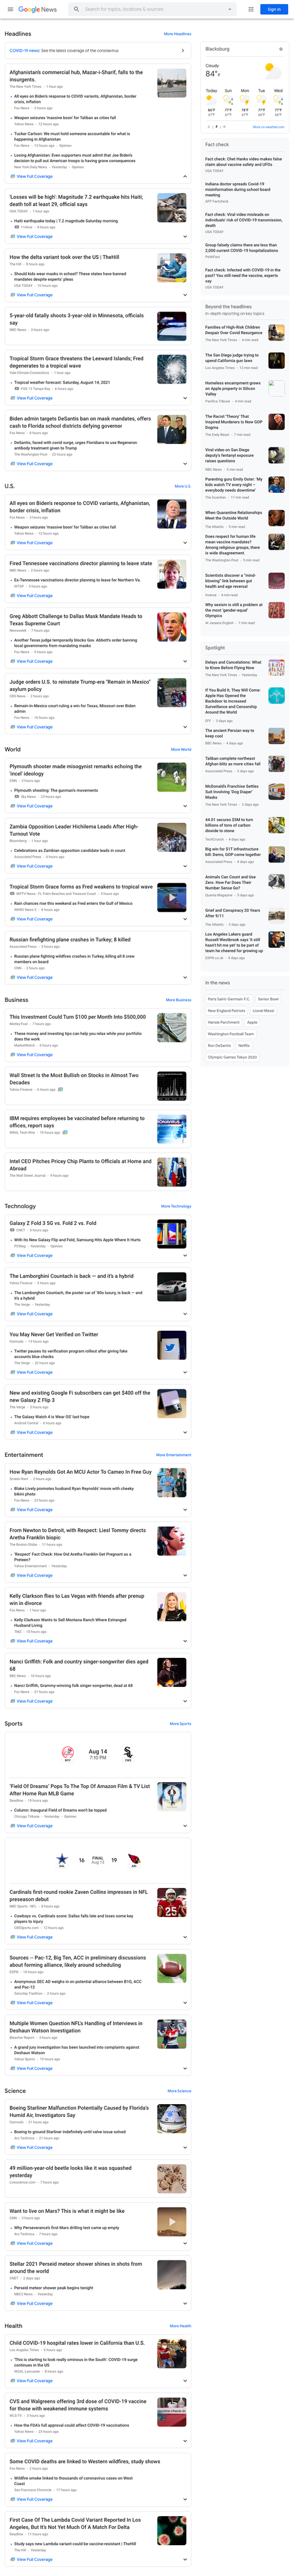 Google News
Search for topics, locations & sources
Sign in
Headlines
More Headlines
COVID-19 news: See the latest coverage of the coronavirus
Afghanistan's commercial hub, Mazar-i-Sharif, falls to the
insurgents.
The New York Times · 1 hour ago
All eyes on Biden's response to COVID variants, Afghanistan, border
crisis, inflation
Fox News · 3 hours ago
Weapon seizures 'massive boon' for Taliban as cities fall
Yahoo News · 12 hours ago
Tucker Carlson: We must hold someone accountable for what is
happening in Afghanistan
Fox News · 13 hours ago · Opinion
Losing Afghanistan: Even supporters must admit that Joe Biden's
decision to pull out American troops is having grave consequences
New York Daily News · Yesterday · Opinion
View Full Coverage
'Losses will be high': Magnitude 7.2 earthquake hits Haiti;
death toll at least 29, official says
USA TODAY · 1 hour ago
Haiti earthquake today | 7.2 magnitude Saturday morning
11Alive · 6 hours ago
View Full Coverage
How the delta variant took over the US | TheHill
The Hill · 8 hours ago
Should kids wear masks in school? These states have banned
mandates despite experts' pleas
USA TODAY · 19 hours ago
View Full Coverage
5-year-old fatally shoots 3-year-old in Minnesota, officials
say
NBC News · 3 hours ago
Tropical Storm Grace threatens the Leeward Islands; Fred
degenerates to a tropical wave
Yale Climate Connections · 1 hour ago
Tropical weather forecast: Saturday, August 14, 2021
FOX 13 Tampa Bay · 6 hours ago
View Full Coverage
Biden admin targets DeSantis ban on mask mandates, offers
cash to Florida school districts defying governor
Fox News · 8 hours ago
DeSantis, faced with covid surge, urges Floridians to use Regeneron
antibody treatment given to Trump
The Washington Post · 23 hours ago
View Full Coverage
U.S.
More U.S.
All eyes on Biden's response to COVID variants, Afghanistan,
border crisis, inflation
Fox News · 3 hours ago
Weapon seizures 'massive boon' for Taliban as cities fall
Yahoo News · 12 hours ago
View Full Coverage
Fired Tennessee vaccinations director planning to leave state
NBC News · 2 hours ago
Ex-Tennessee vaccinations director planning to leave for Northern Va.
WTOP · 5 hours ago
View Full Coverage
Greg Abbott Challenge to Dallas Mask Mandate Heads to
Texas Supreme Court
Newsweek · 7 hours ago
Another Texas judge temporarily blocks Gov. Abbott's order banning
local governments from mandating masks
Fox News · 5 hours ago
View Full Coverage
Judge orders U.S. to reinstate Trump-era "Remain in Mexico"
asylum policy
CBS News · 2 hours ago
Remain-in-Mexico court ruling a win for Texas, Missouri over Biden
admin
Fox News · 15 hours ago
View Full Coverage
World
More World
Plymouth shooter made misogynist remarks echoing the
'incel' ideology
CNN · 3 hours ago
Plymouth shooting: The gunman's movements
Sky News · 23 hours ago
View Full Coverage
Zambia Opposition Leader Hichilema Leads After High-
Turnout Vote
Bloomberg · 1 hour ago
Celebrations as Zambian opposition candidate leads in count
Associated Press · 8 hours ago
View Full Coverage
Tropical Storm Grace forms as Fred weakens to tropical wave
WPTV News - FL Palm Beaches and Treasure Coast · 3 hours ago
Rain chances rise this weekend as Fred enters the Gulf of Mexico
View Full Coverage
Russian firefighting plane crashes in Turkey; 8 killed
Associated Press · 3 hours ago
Russian plane fighting wildfires crashes in Turkey, killing all 8 crew
members on board
CNN · 3 hours ago
View Full Coverage
Business
More Business
This Investment Could Turn $100 per Month Into $500,000
Motley Fool · 7 hours ago
These money and investing tips can help you relax while your portfolio
does the work
MarketWatch · 5 hours ago
View Full Coverage
Wall Street Is the Most Bullish on Stocks in Almost Two
Decades
Yahoo Finance · 8 hours ago
IBM requires employees be vaccinated before returning to
offices, report says
WRAL Tech Wire · 18 hours ago
Intel CEO Pitches Pricey Chip Plants to Officials at Home and
Abroad
The Wall Street Journal · 9 hours ago
Technology
More Technology
Galaxy Z Fold 3 5G vs. Fold 2 vs. Fold
CNET · 6 hours ago
With Its New Galaxy Flip and Fold, Samsung Hits Apple Where It Hurts
PCMag · Yesterday · Opinion
View Full Coverage
The Lamborghini Countach is back — and it's a hybrid
Yahoo Finance · 5 hours ago
The Lamborghini Countach, the poster car of '80s luxury, is back — and
it's a hybrid
The Verge · Yesterday
View Full Coverage
You May Never Get Verified on Twitter
Gizmodo · 13 hours ago
Twitter pauses its verification program rollout after giving fake
accounts blue checks
The Verge · 20 hours ago
View Full Coverage
New and existing Google Fi subscribers can get $400 off the
new Galaxy Z Flip 3
The Verge · 3 hours ago
The Galaxy Watch 4 is Wear OS' last hope
Android Central · 6 hours ago
View Full Coverage
Entertainment
More Entertainment
How Ryan Reynolds Got An MCU Actor To Cameo In Free Guy
Screen Rant · 2 hours ago
Blake Lively promotes husband Ryan Reynolds' movie with cheeky
bikini photo
Fox News · 23 hours ago
View Full Coverage
From Newton to Detroit, with Respect: Liesl Tommy directs
Aretha Franklin biopic
The Boston Globe · 11 hours ago
'Respect' Fact Check: How Did Aretha Franklin Get Pregnant as a
Preteen?
Yahoo Entertainment · Yesterday
View Full Coverage
Kelly Clarkson flies to Las Vegas with friends after prenup
win in divorce
Fox News · 1 hour ago
Kelly Clarkson Wants to Sell Montana Ranch Where Estranged
Husband Living
TMZ · 15 hours ago
View Full Coverage
Nanci Griffith: Folk and country singer-songwriter dies aged
68
BBC News · 10 hours ago
Nanci Griffith, Grammy-winning folk singer-songwriter, dead at 68
Fox News · 21 hours ago
View Full Coverage
Sports
More Sports
Aug 14
7:10 PM
'Field Of Dreams' Pops To The Top Of Amazon Film & TV List
After Home Run MLB Game
Deadline · 19 hours ago
Column: Inaugural Field of Dreams won't be topped
Chicago Tribune · Yesterday · Opinion
View Full Coverage
16
FINAL
Aug 13
19
Cardinals first-round rookie Zaven Collins impresses in NFL
preseason debut
NBC Sports - NFL · 8 hours ago
Cowboys vs. Cardinals score: Dallas falls late and loses some key
players to injury
CBSSports.com · 12 hours ago
View Full Coverage
Sources -- Pac-12, Big Ten, ACC in preliminary discussions
about forming alliance, likely around scheduling
ESPN · 18 hours ago
Anonymous SEC AD weighs in on potential alliance between B1G, ACC
and Pac-12
Saturday Tradition · 2 hours ago
View Full Coverage
Multiple Women Question NFL's Handling of Interviews in
Deshaun Watson Investigation
Bleacher Report · 4 hours ago
A grand jury investigation has been launched into complaints against
Deshaun Watson
Yahoo Sports · 19 hours ago
View Full Coverage
Science
More Science
Boeing Starliner Malfunction Potentially Caused by Florida's
Humid Air, Investigators Say
Gizmodo · 21 hours ago
Boeing to ground Starliner indefinitely until valve issue solved
Ars Technica · 21 hours ago
View Full Coverage
49 million-year-old beetle looks like it was squashed
yesterday
Livescience.com · 7 hours ago
Want to live on Mars? This is what it might be like
CNN · 3 hours ago
Why Perseverance's first Mars drilling test came up empty
Ars Technica · 7 hours ago
View Full Coverage
Stellar 2021 Perseid meteor shower shines in shots from
around the world
CNET · 2 days ago
Perseid meteor shower peak begins tonight
WBZ News · Yesterday
View Full Coverage
Health
More Health
Child COVID-19 hospital rates lower in California than U.S.
Los Angeles Times · 5 hours ago
'This is starting to look really ominous in the South': COVID-19 surge
continues in the US
WGAL Lancaster · 8 hours ago
View Full Coverage
CVS and Walgreens offering 3rd dose of COVID-19 vaccine
for those with weakened immune systems
3 hours ago
How the FDA's full approval could affect COVID-19 vaccinations
Yahoo News · 23 hours ago
View Full Coverage
Some COVID deaths are linked to Western wildfires, study shows
Fox News · 2 hours ago
Wildfire smoke linked to thousands of coronavirus cases on West
Coast
San Francisco Chronicle · 17 hours ago
View Full Coverage
First Case Of The Lambda Covid Variant Reported In Los
Angeles, But It's Not Yet Much Of A Match For Delta
Deadline · 11 hours ago
Study says new Lambda variant could be vaccine-resistant | TheHill
The Hill · Yesterday
View Full Coverage
Blacksburg
Cloudy
84°F
Today Sun Mon Tue Wed
More on weather.com
Fact check
Fact check: Chet Hanks video makes false
claim about vaccine safety and UFOs
USA TODAY
Indiana doctor spreads Covid-19
misinformation during school board
meeting
AFP Factcheck
Fact check: Viral video misleads on
individuals' risk of COVID-19 transmission,
death
USA TODAY
Group falsely claims there are less than
2,000 current COVID-19 hospitalizations
PolitiFact
Fact check: Infected with COVID-19 in the
past? You still need the vaccine, experts
say
USA TODAY
Beyond the headlines
In-depth reporting on key topics
Families of High-Risk Children
Despair Over Covid Resurgence
The New York Times · 4 min read
The San Diego judge trying to
upend California gun laws
Los Angeles Times · 12 min read
Homeless encampment grows
on Apple property in Silicon
Valley
Pacifica Tribune · 4 min read
The Racist 'Theory' That
Inspired Murderers Is Now GOP
Dogma
The Daily Beast · 7 min read
Viral video on San Diego
deputy's fentanyl exposure
raises questions
NBC News · 5 min read
Parenting guru Emily Oster: 'My
kids watch TV every night –
everybody needs downtime'
The Guardian · 11 min read
When Quarantine Relationships
Meet the Outside World
The Atlantic · 5 min read
Does respect for human life
mean vaccine mandates?
Among religious groups, there
is wide disagreement
The Washington Post · 5 min read
Scientists discover a "mind-
blowing" link between gut
health and age reversal
Inverse · 4 min read
Why sexism is still a problem at
the most 'gender-equal'
Olympics
Al Jazeera English · 7 min read
Spotlight
Delays and Cancellations: What
to Know Before Flying Now
The New York Times · Yesterday
If You Build It, They Will Come:
Apple Has Opened the
Backdoor to Increased
Surveillance and Censorship
Around the World
EFF · 3 days ago
The ancient Persian way to
keep cool
BBC News · 4 days ago
Taliban complete northeast
Afghan blitz as more cities fall
Associated Press · 3 days ago
McDonald's Franchise Settles
Suit Involving 'Dog Diaper'
Masks
The New York Times · 2 days ago
44.01 secures $5M to turn
billions of tons of carbon
dioxide to stone
TechCrunch · 4 days ago
Big win for $1T infrastructure
bill: Dems, GOP come together
Associated Press · 4 days ago
Animals Can Count and Use
Zero. How Far Does Their
Number Sense Go?
Quanta Magazine · 5 days ago
Grief and Conspiracy 20 Years
After 9/11
The Atlantic · 5 days ago
Los Angeles Lakers guard
Russell Westbrook says 'it still
hasn't hit me yet' to be part of
team he cheered for growing up
ESPN.co.uk · 4 days ago
In the news
Paris Saint-Germain F.C.
Senior Bowl
New England Patriots
Lionel Messi
Hansle Parchment
Apple
Washington Football Team
Ron DeSantis
Netflix
Olympic Games Tokyo 2020